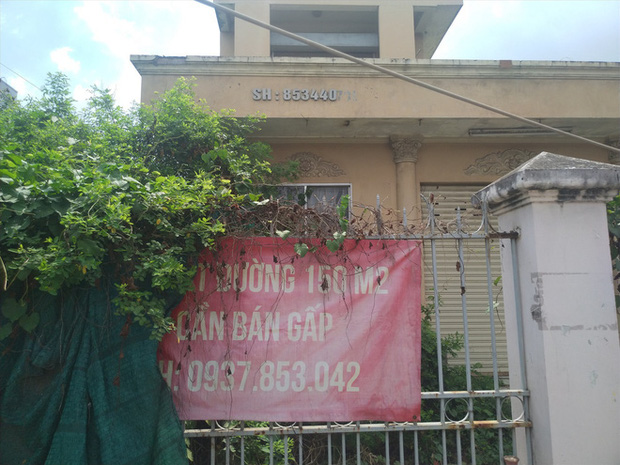 SH : 853440
T ĐƯỜNG 150 M2
CẦN BÁN GẤP
H: 0937.853.042